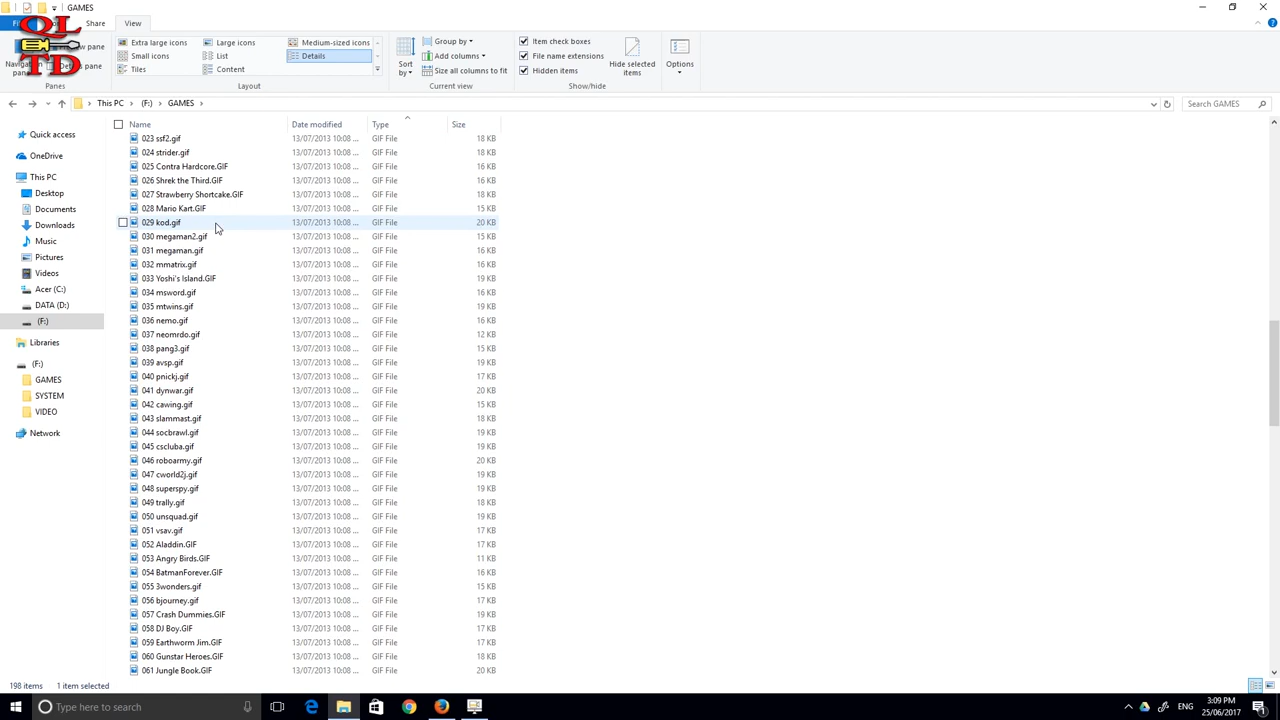 GAMES
Share
View
QL
TD
Navigation pane
Preview pane
Details pane
Panes
Extra large icons
Large icons
Medium-sized icons
Small icons
List
Details
Tiles
Content
Layout
Sort by
Group by
Add columns
Size all columns to fit
Current view
Item check boxes
File name extensions
Hidden items
Hide selected items
Options
Show/hide
This PC > (F:) > GAMES >
Search GAMES
Quick access
OneDrive
This PC
Desktop
Documents
Downloads
Music
Pictures
Videos
Acer (C:)
DATA (D:)
(F:)
Libraries
(F:)
GAMES
SYSTEM
VIDEO
Network
Name Date modified Type Size
023 ssf2.gif 13/07/2013 10:08 ... GIF File 18 KB
024 strider.gif 13/07/2013 10:08 ... GIF File 16 KB
025 Contra Hardcore.GIF 13/07/2013 10:08 ... GIF File 16 KB
026 Shrek the Third.GIF 13/07/2013 10:08 ... GIF File 16 KB
027 Strawberry Shortcake.GIF 13/07/2013 10:08 ... GIF File 18 KB
028 Mario Kart.GIF 13/07/2013 10:08 ... GIF File 15 KB
029 kod.gif 13/07/2013 10:08 ... GIF File 20 KB
030 megaman2.gif 13/07/2013 10:08 ... GIF File 15 KB
031 megaman.gif 13/07/2013 10:08 ... GIF File 16 KB
032 mmatrix.gif 13/07/2013 10:08 ... GIF File 16 KB
033 Yoshi's Island.GIF 13/07/2013 10:08 ... GIF File 19 KB
034 msword.gif 13/07/2013 10:08 ... GIF File 16 KB
035 mtwins.gif 13/07/2013 10:08 ... GIF File 19 KB
036 nemo.gif 13/07/2013 10:08 ... GIF File 16 KB
037 neomrdo.gif 13/07/2013 10:08 ... GIF File 12 KB
038 pang3.gif 13/07/2013 10:08 ... GIF File 15 KB
039 avsp.gif 13/07/2013 10:08 ... GIF File 19 KB
040 pnickj.gif 13/07/2013 10:08 ... GIF File 17 KB
041 dynwar.gif 13/07/2013 10:08 ... GIF File 20 KB
042 cawing.gif 13/07/2013 10:08 ... GIF File 15 KB
043 slammast.gif 13/07/2013 10:08 ... GIF File 18 KB
044 socbrawl.gif 13/07/2013 10:08 ... GIF File 19 KB
045 cscluba.gif 13/07/2013 10:08 ... GIF File 19 KB
046 roboarmy.gif 13/07/2013 10:08 ... GIF File 20 KB
047 cworld2j.gif 13/07/2013 10:08 ... GIF File 19 KB
048 superspy.gif 13/07/2013 10:08 ... GIF File 19 KB
049 trally.gif 13/07/2013 10:08 ... GIF File 18 KB
050 unsquad.gif 13/07/2013 10:08 ... GIF File 19 KB
051 vsav.gif 13/07/2013 10:08 ... GIF File 17 KB
052 Aladdin.GIF 13/07/2013 10:08 ... GIF File 17 KB
053 Angry Birds.GIF 13/07/2013 10:08 ... GIF File 11 KB
054 BatmanForever.GIF 13/07/2013 10:08 ... GIF File 16 KB
055 3wonders.gif 13/07/2013 10:08 ... GIF File 15 KB
056 bjourney.gif 13/07/2013 10:08 ... GIF File 17 KB
057 Crash Dummies.GIF 13/07/2013 10:08 ... GIF File 19 KB
058 DJ Boy.GIF 13/07/2013 10:08 ... GIF File 17 KB
059 Earthworm Jim.GIF 13/07/2013 10:08 ... GIF File 17 KB
060 Gunstar Heroes.GIF 13/07/2013 10:08 ... GIF File 18 KB
061 Jungle Book.GIF 13/07/2013 10:08 ... GIF File 20 KB
198 items 1 item selected
Type here to search
ENG
3:09 PM
25/06/2017